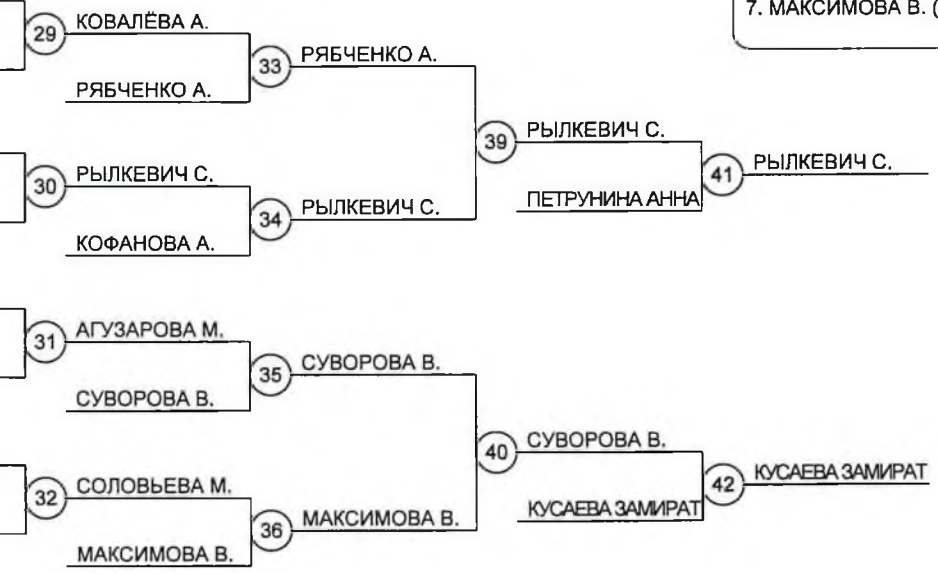 7. МАКСИМОВА В. (
29 КОВАЛЁВА А.
33 РЯБЧЕНКО А.
РЯБЧЕНКО А.
39 РЫЛКЕВИЧ С.
30 РЫЛКЕВИЧ С.
41 РЫЛКЕВИЧ С.
ПЕТРУНИНА АННА
34 РЫЛКЕВИЧ С.
КОФАНОВА А.
31 АГУЗАРОВА М.
35 СУВОРОВА В.
СУВОРОВА В.
40 СУВОРОВА В.
32 СОЛОВЬЕВА М.
42 КУСАЕВА ЗАМИРАТ
КУСАЕВА ЗАМИРАТ
36 МАКСИМОВА В.
МАКСИМОВА В.